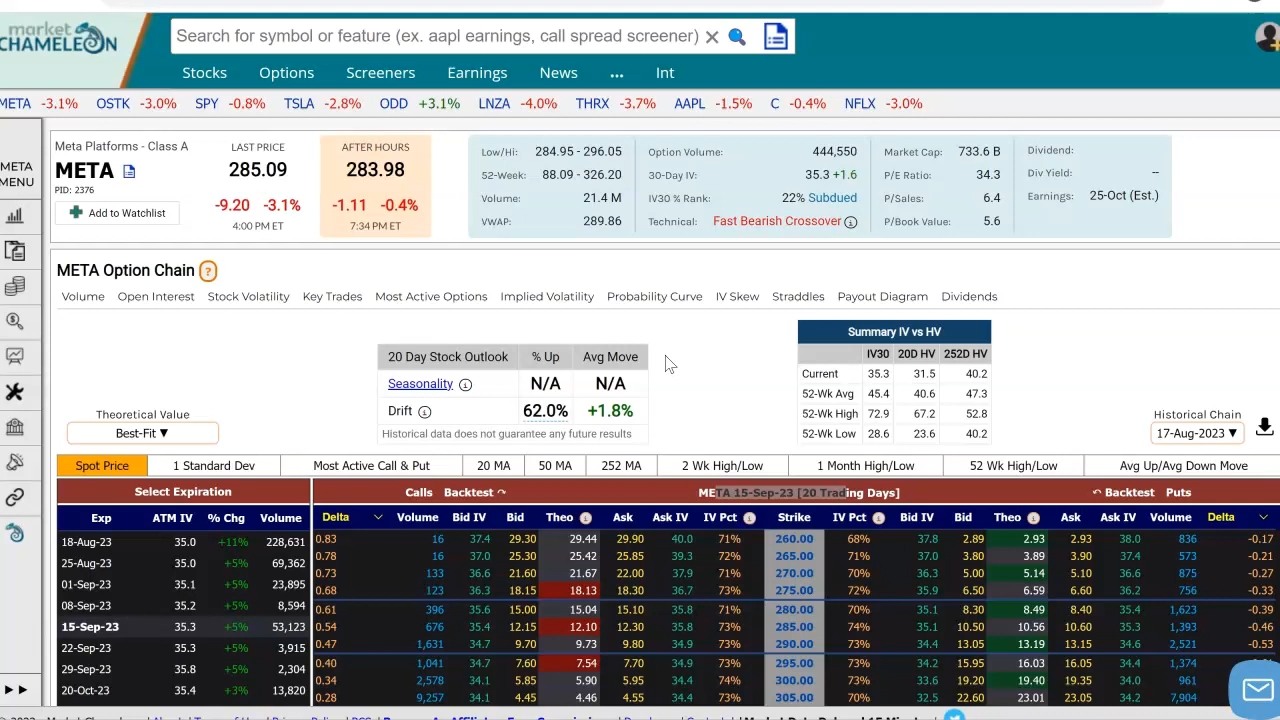 market
CHAMELEON
Search for symbol or feature (ex. aapl earnings, call spread screener)
Stocks Options Screeners Earnings News ... Int
META -3.1% OSTK -3.0% SPY -0.8% TSLA -2.8% ODD +3.1% LNZA -4.0% THRX -3.7% AAPL -1.5% C -0.4% NFLX -3.0%
META
MENU
Meta Platforms - Class A
META
PID: 2376
Add to Watchlist
LAST PRICE
285.09
-9.20 -3.1%
4:00 PM ET
AFTER HOURS
283.98
-1.11 -0.4%
7:34 PM ET
Low/Hi: 284.95 - 296.05
52-Week: 88.09 - 326.20
Volume: 21.4 M
VWAP: 289.86
Option Volume: 444,550
30-Day IV: 35.3 +1.6
IV30 % Rank: 22% Subdued
Technical: Fast Bearish Crossover
Market Cap: 733.6 B
P/E Ratio: 34.3
P/Sales: 6.4
P/Book Value: 5.6
Dividend:
Div Yield: --
Earnings: 25-Oct (Est.)
META Option Chain ?
Volume Open Interest Stock Volatility Key Trades Most Active Options Implied Volatility Probability Curve IV Skew Straddles Payout Diagram Dividends
20 Day Stock Outlook % Up Avg Move
Seasonality N/A N/A
Drift 62.0% +1.8%
Historical data does not guarantee any future results
Summary IV vs HV
IV30 20D HV 252D HV
Current 35.3 31.5 40.2
52-Wk Avg 45.4 40.6 47.3
52-Wk High 72.9 67.2 52.8
52-Wk Low 28.6 23.6 40.2
Theoretical Value
Best-Fit ▼
Historical Chain
17-Aug-2023 ▼
Spot Price 1 Standard Dev Most Active Call & Put 20 MA 50 MA 252 MA 2 Wk High/Low 1 Month High/Low 52 Wk High/Low Avg Up/Avg Down Move
Select Expiration
Exp ATM IV % Chg Volume
18-Aug-23 35.0 +11% 228,631
25-Aug-23 35.0 +5% 69,362
01-Sep-23 35.1 +5% 23,895
08-Sep-23 35.2 +5% 8,594
15-Sep-23 35.3 +5% 53,123
22-Sep-23 35.3 +5% 3,915
29-Sep-23 35.8 +5% 2,304
20-Oct-23 35.4 +3% 13,820
Calls Backtest META 15-Sep-23 [20 Trading Days] Backtest Puts
Delta Volume Bid IV Bid Theo Ask Ask IV IV Pct Strike IV Pct Bid IV Bid Theo Ask Ask IV Volume Delta
0.83 16 37.4 29.30 29.44 29.90 40.0 71% 260.00 68% 37.8 2.89 2.93 2.93 38.0 836 -0.17
0.78 16 37.0 25.30 25.42 25.85 39.3 72% 265.00 71% 37.3 3.80 3.89 3.90 37.4 573 -0.21
0.73 133 36.6 21.60 21.67 22.00 37.9 72% 270.00 70% 36.3 5.00 5.14 5.10 36.6 875 -0.27
0.68 123 36.3 18.15 18.13 18.30 36.7 73% 275.00 72% 35.9 6.50 6.59 6.60 36.2 756 -0.33
0.61 396 35.6 15.00 15.04 15.10 35.8 71% 280.00 70% 35.1 8.30 8.49 8.40 35.4 1,623 -0.39
0.54 676 35.4 12.15 12.10 12.30 35.8 73% 285.00 74% 35.1 10.50 10.56 10.60 35.4 1,393 -0.46
0.47 1,631 34.7 9.70 9.73 9.80 34.9 73% 290.00 72% 34.4 13.05 13.19 13.15 34.6 2,521 -0.53
0.40 1,041 34.7 7.60 7.54 7.70 34.9 73% 295.00 73% 34.2 15.95 16.03 16.05 34.4 1,374
0.34 2,578 34.1 5.85 5.90 5.95 34.4 73% 300.00 73% 33.6 19.20 19.40 19.35 34.0 961
0.28 9,257 34.1 4.45 4.46 4.55 34.4 74% 305.00 73% 32.5 22.60 23.01 23.05 34.2 7,904